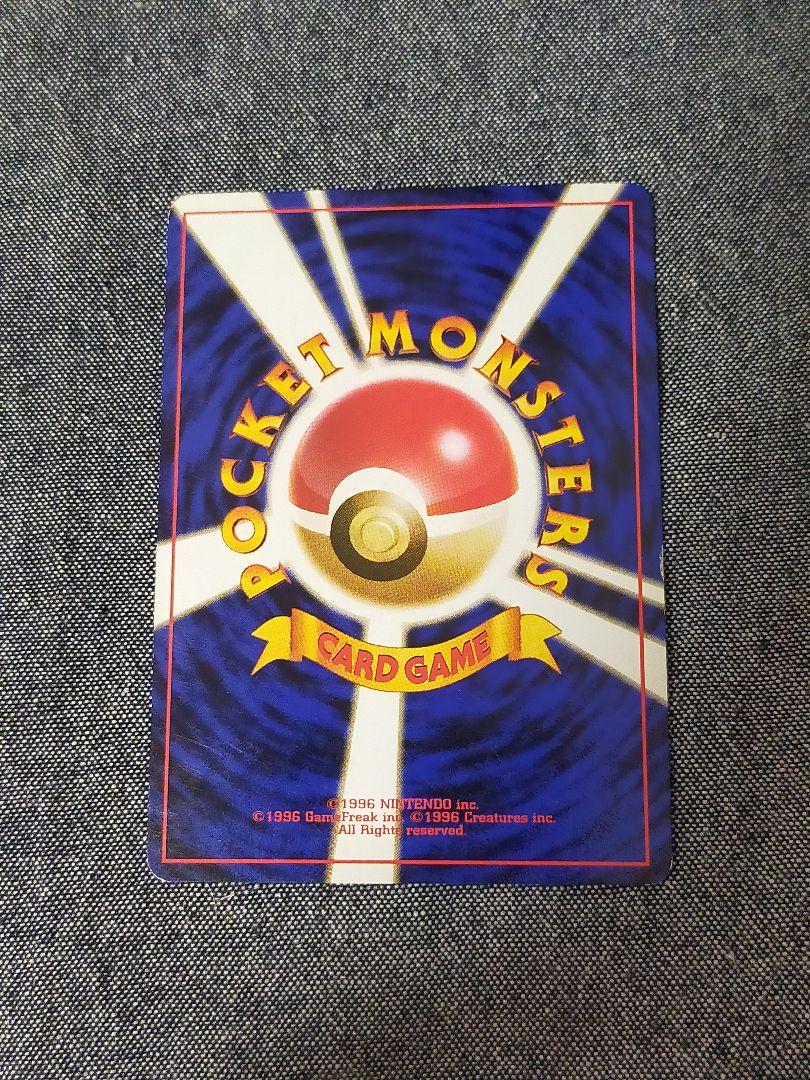 POCKET MONSTERS
CARD GAME
©1996 NINTENDO inc.
©1996 GameFreak inc. ©1996 Creatures inc.
All Rights reserved.